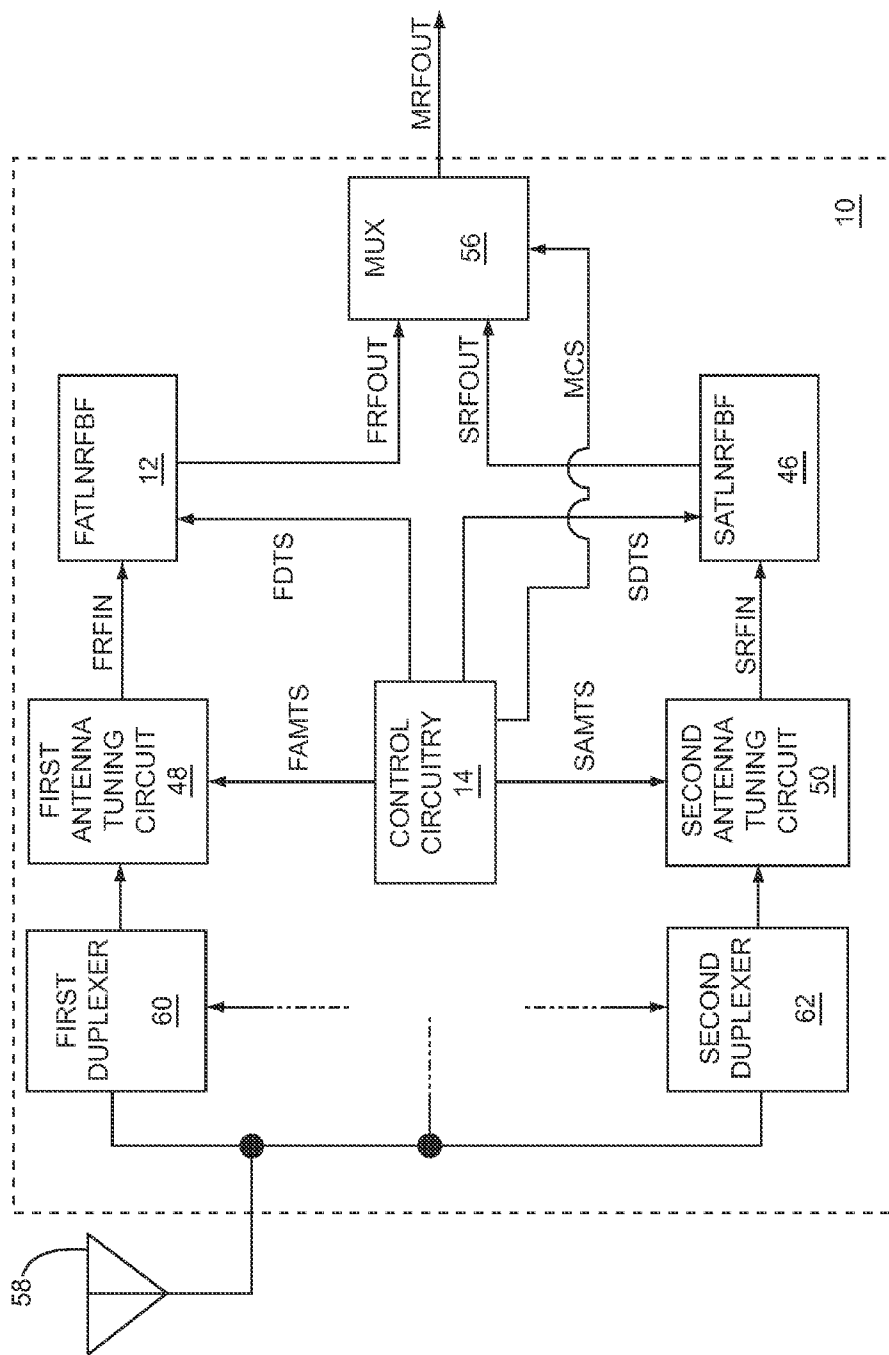 58
FIRST
DUPLEXER
60
FIRST
ANTENNA
TUNING
CIRCUIT
48
FRFIN
FATLNRFBF
12
FAMTS
FDTS
FRFOUT
CONTROL
CIRCUITRY
14
MUX
56
MRFOUT
SRFOUT
MCS
SAMTS
SDTS
SECOND
DUPLEXER
62
SECOND
ANTENNA
TUNING
CIRCUIT
50
SRFIN
SATLNRFBF
46
10